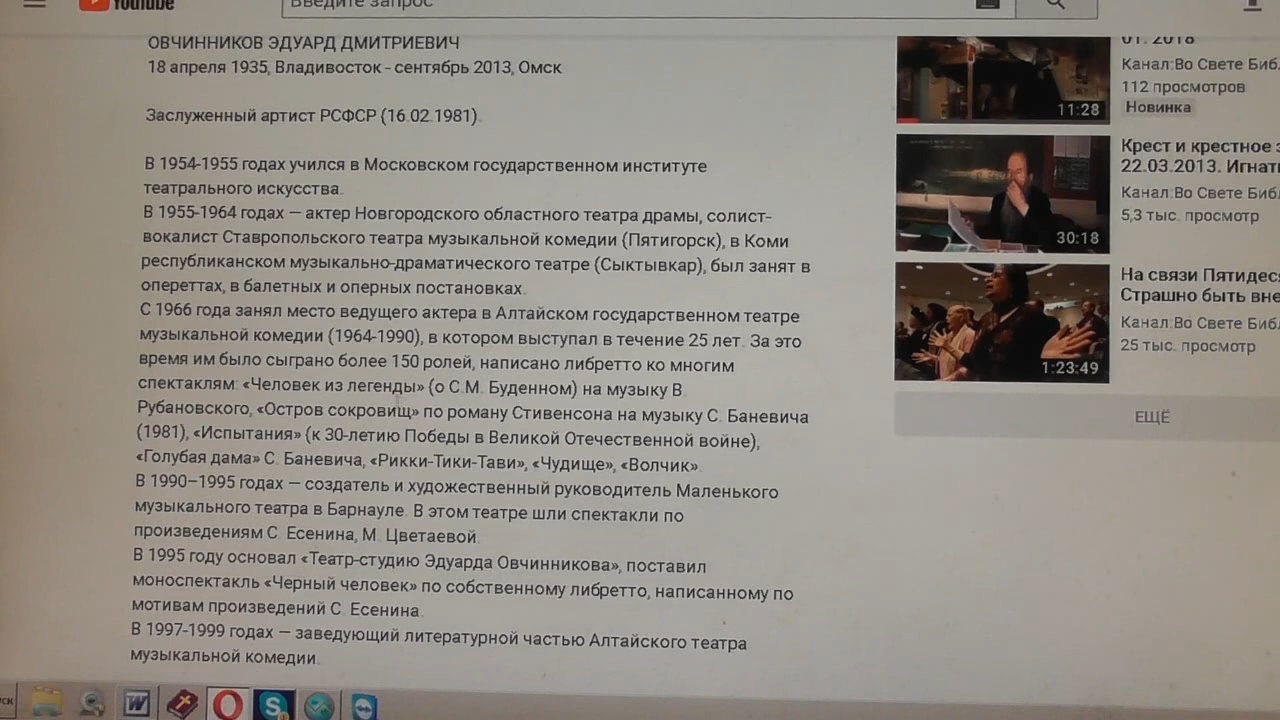 YouTube
Введите запрос
ОВЧИННИКОВ ЭДУАРД ДМИТРИЕВИЧ
18 апреля 1935, Владивосток - сентябрь 2013, Омск
Заслуженный артист РСФСР (16.02.1981).
В 1954-1955 годах учился в Московском государственном институте
театрального искусства.
В 1955-1964 годах — актер Новгородского областного театра драмы, солист-
вокалист Ставропольского театра музыкальной комедии (Пятигорск), в Коми
республиканском музыкально-драматического театре (Сыктывкар), был занят в
опереттах, в балетных и оперных постановках.
С 1966 года занял место ведущего актера в Алтайском государственном театре
музыкальной комедии (1964-1990), в котором выступал в течение 25 лет. За это
время им было сыграно более 150 ролей, написано либретто ко многим
спектаклям: «Человек из легенды» (о С.М. Буденном) на музыку В.
Рубановского, «Остров сокровищ» по роману Стивенсона на музыку С. Баневича
(1981), «Испытания» (к 30-летию Победы в Великой Отечественной войне),
«Голубая дама» С. Баневича, «Рикки-Тики-Тави», «Чудище», «Волчик».
В 1990–1995 годах — создатель и художественный руководитель Маленького
музыкального театра в Барнауле. В этом театре шли спектакли по
произведениям С. Есенина, М. Цветаевой.
В 1995 году основал «Театр-студию Эдуарда Овчинникова», поставил
моноспектакль «Черный человек» по собственному либретто, написанному по
мотивам произведений С. Есенина.
В 1997-1999 годах — заведующий литературной частью Алтайского театра
музыкальной комедии.
01. 2018
Канал:Во Свете Биб
112 просмотров
Новинка
11:28
Крест и крестное
22.03.2013. Игнат
Канал:Во Свете Биб
5,3 тыс. просмотр
30:18
На связи Пятидес
Страшно быть вне
Канал:Во Свете Биб
25 тыс. просмотр
1:23:49
ЕЩЁ